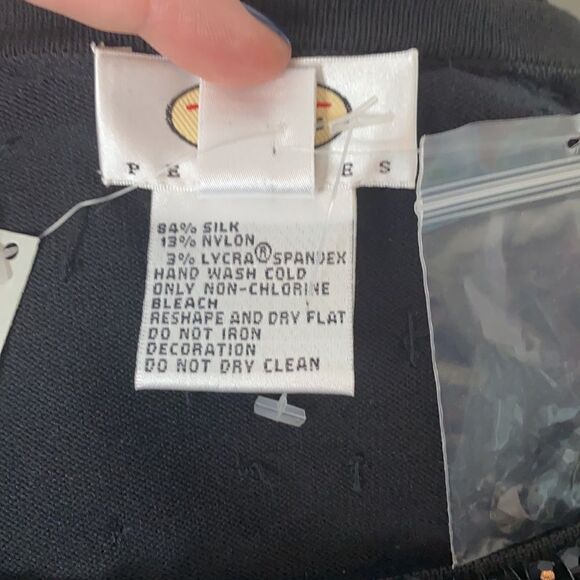 P E E S
84% SILK
13% NYLON
3% LYCRA® SPANDEX
HAND WASH COLD
ONLY NON-CHLORINE
BLEACH
RESHAPE AND DRY FLAT
DO NOT IRON
DECORATION
DO NOT DRY CLEAN